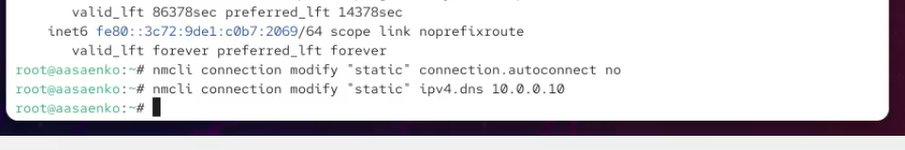 valid_lft 86378sec preferred_lft 14378sec
inet6 fe80::3c72:9de1:c0b7:2069/64 scope link noprefixroute
valid_lft forever preferred_lft forever
root@aasaenko:~# nmcli connection modify "static" connection.autoconnect no
root@aasaenko:~# nmcli connection modify "static" ipv4.dns 10.0.0.10
root@aasaenko:~#